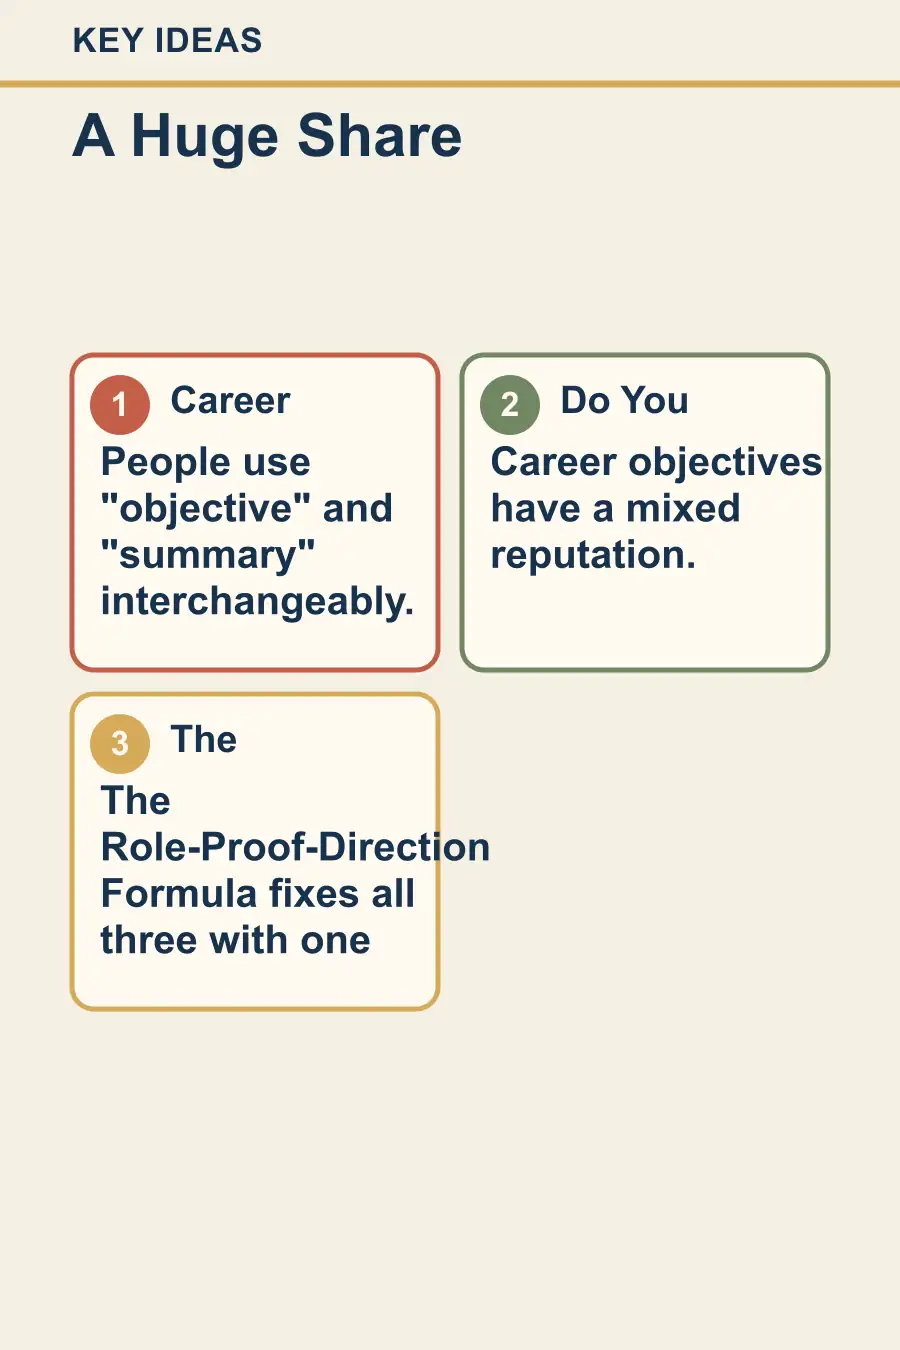 KEY IDEAS
A Huge Share
1 Career
People use
"objective" and
"summary"
interchangeably.
2 Do You
Career objectives
have a mixed
reputation.
3 The
The
Role-Proof-Direction
Formula fixes all
three with one